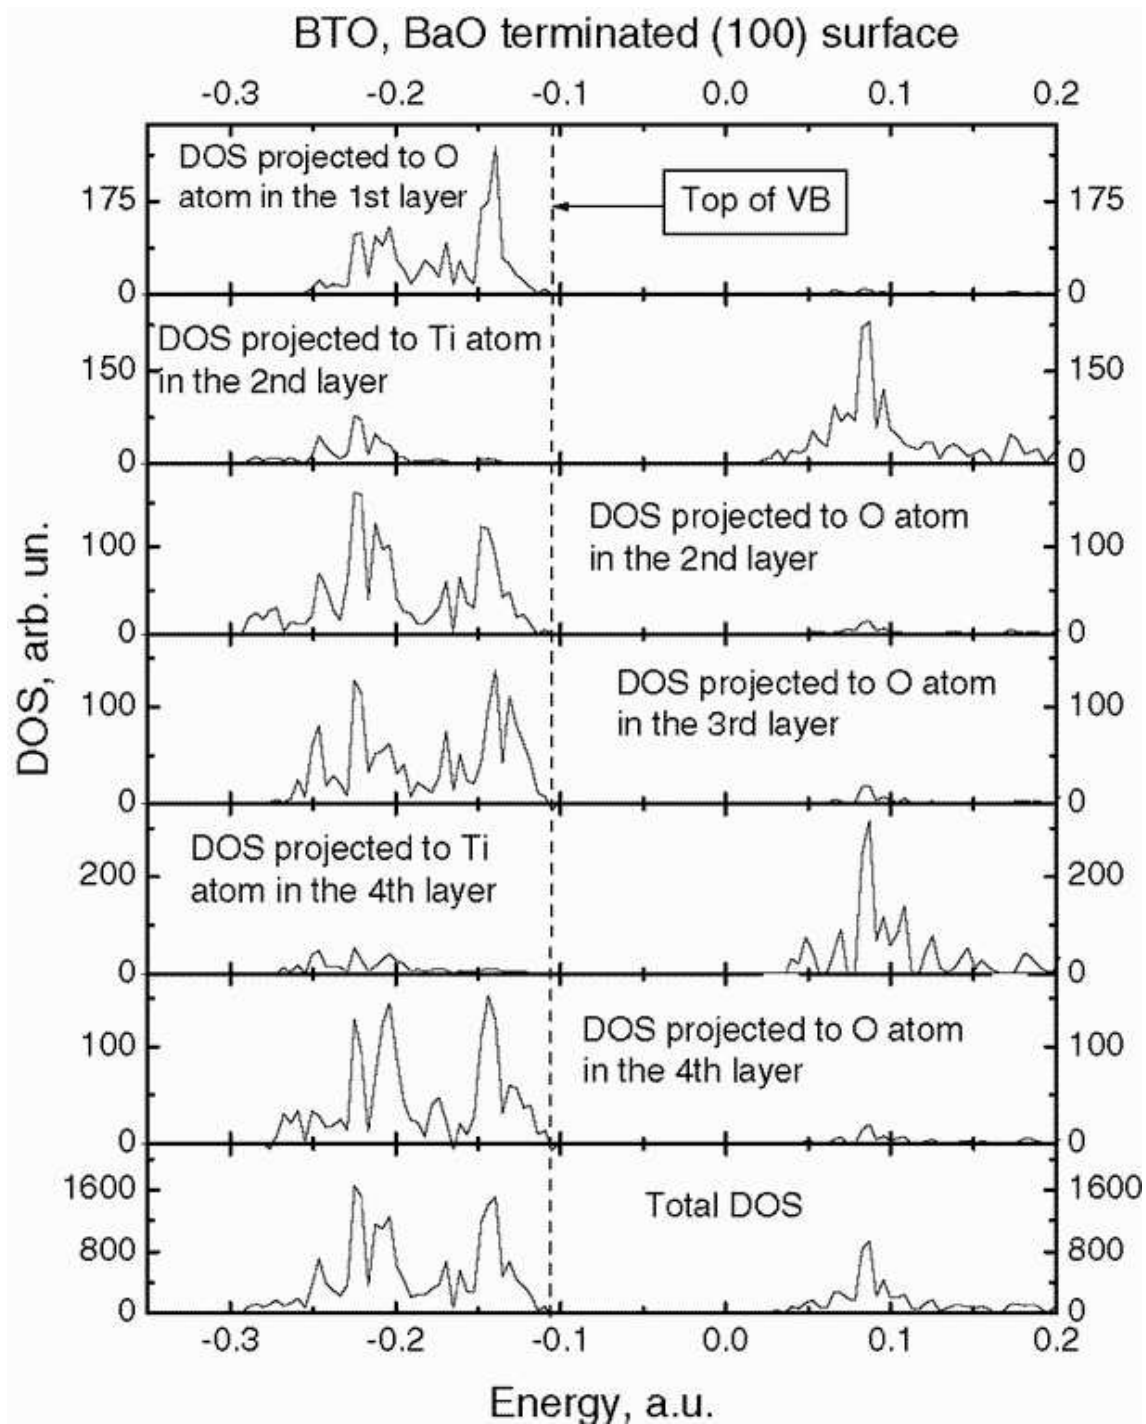 BTO, BaO terminated (100) surface
-0.3 -0.2 -0.1 0.0 0.1 0.2
DOS projected to O
atom in the 1st layer
175 Top of VB 175
0 0
DOS projected to Ti atom
in the 2nd layer
150 150
0 0
DOS projected to O atom
in the 2nd layer
100 100
0 0
DOS projected to O atom
in the 3rd layer
100 100
0 0
DOS projected to Ti
atom in the 4th layer
200 200
0 0
DOS projected to O atom
in the 4th layer
100 100
0 0
1600 Total DOS 1600
800 800
0 0
-0.3 -0.2 -0.1 0.0 0.1 0.2
DOS, arb. un.
Energy, a.u.